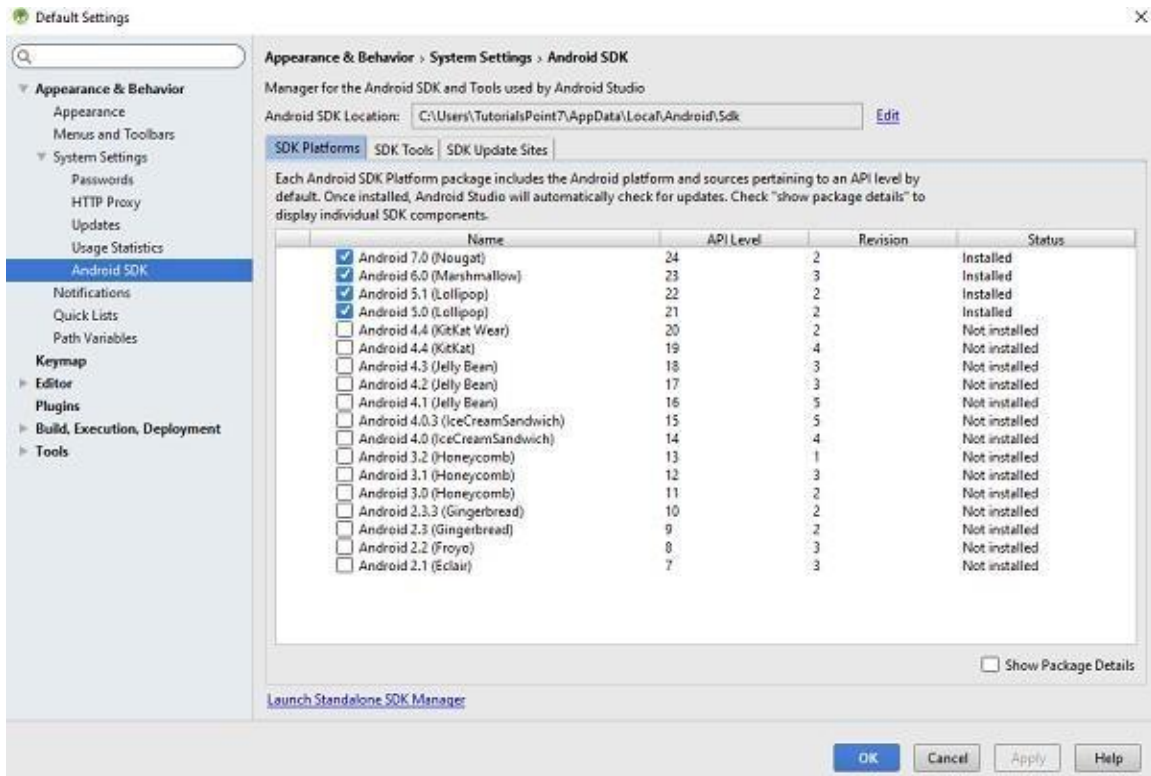 Default Settings
Appearance & Behavior
Appearance
Menus and Toolbars
System Settings
Passwords
HTTP Proxy
Updates
Usage Statistics
Android SDK
Notifications
Quick Lists
Path Variables
Keymap
Editor
Plugins
Build, Execution, Deployment
Tools
Appearance & Behavior › System Settings › Android SDK
Manager for the Android SDK and Tools used by Android Studio
Android SDK Location: C:\Users\TutorialsPoint7\AppData\Local\Android\Sdk Edit
SDK Platforms SDK Tools SDK Update Sites
Each Android SDK Platform package includes the Android platform and sources pertaining to an API level by
default. Once installed, Android Studio will automatically check for updates. Check "show package details" to
display individual SDK components.
Name API Level Revision Status
Android 7.0 (Nougat) 24 2 Installed
Android 6.0 (Marshmallow) 23 3 Installed
Android 5.1 (Lollipop) 22 2 Installed
Android 5.0 (Lollipop) 21 2 Installed
Android 4.4 (KitKat Wear) 20 2 Not installed
Android 4.4 (KitKat) 19 4 Not installed
Android 4.3 (Jelly Bean) 18 3 Not installed
Android 4.2 (Jelly Bean) 17 3 Not installed
Android 4.1 (Jelly Bean) 16 5 Not installed
Android 4.0.3 (IceCreamSandwich) 15 5 Not installed
Android 4.0 (IceCreamSandwich) 14 4 Not installed
Android 3.2 (Honeycomb) 13 1 Not installed
Android 3.1 (Honeycomb) 12 3 Not installed
Android 3.0 (Honeycomb) 11 2 Not installed
Android 2.3.3 (Gingerbread) 10 2 Not installed
Android 2.3 (Gingerbread) 9 2 Not installed
Android 2.2 (Froyo) 8 3 Not installed
Android 2.1 (Eclair) 7 3 Not installed
Show Package Details
Launch Standalone SDK Manager
OK Cancel Apply Help